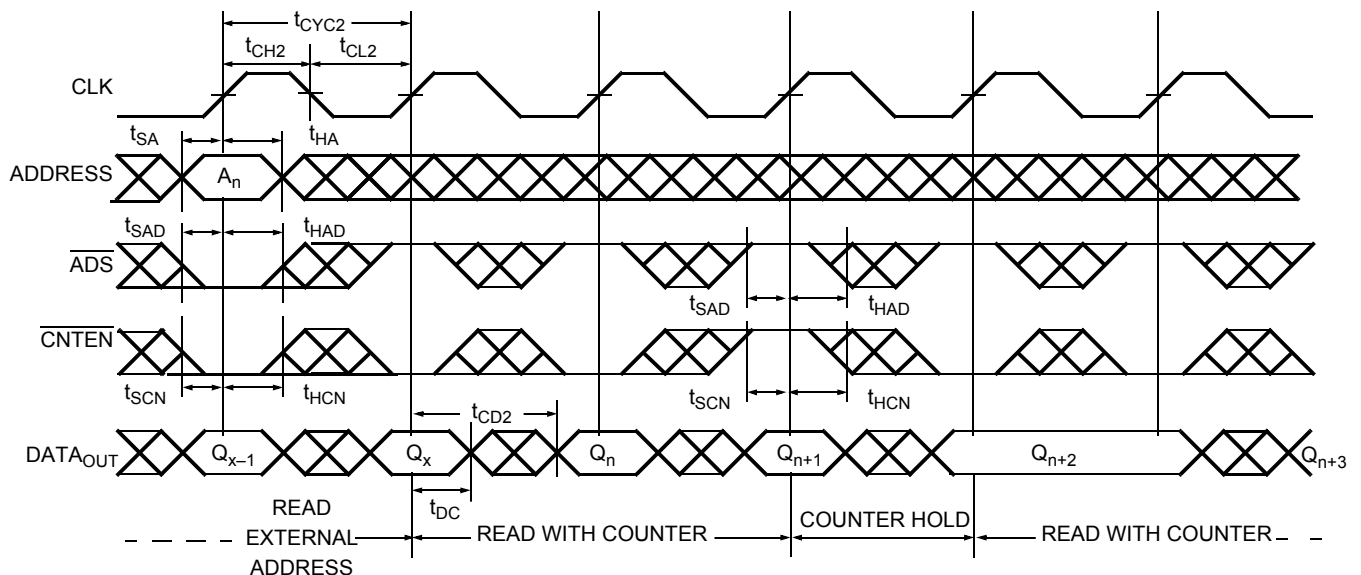 tCYC2
tCH2 tCL2
CLK
tSA tHA
ADDRESS An
tSAD tHAD
ADS
tSAD tHAD
CNTEN
tSCN tHCN tSCN tHCN
tCD2
DATAOUT Qx–1 Qx Qn Qn+1 Qn+2 Qn+3
tDC
READ EXTERNAL ADDRESS
READ WITH COUNTER
COUNTER HOLD
READ WITH COUNTER